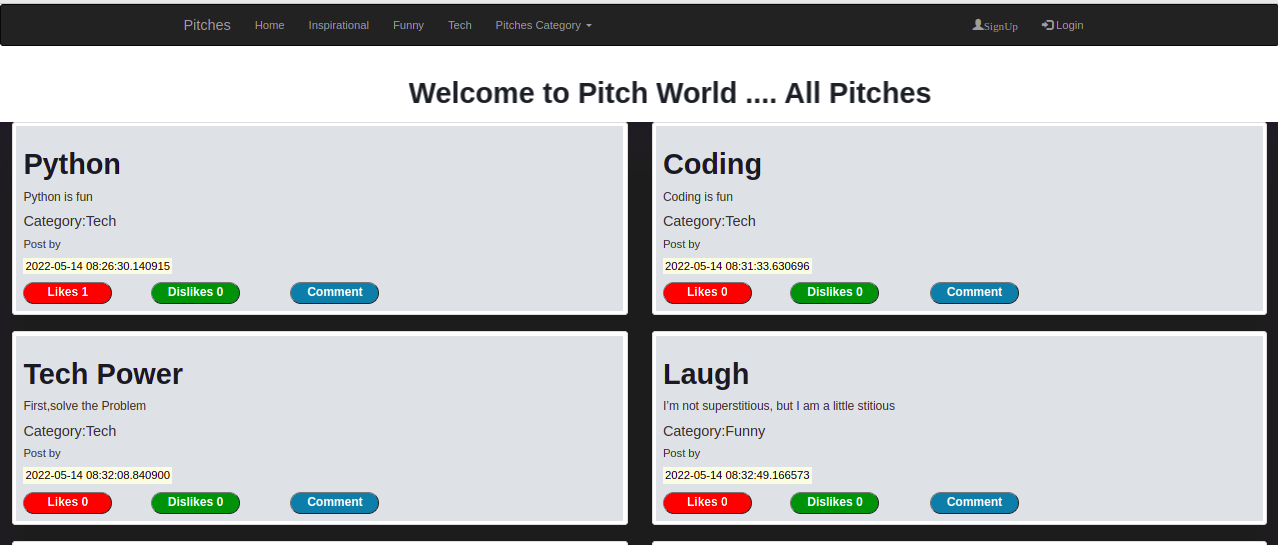 Pitches Home Inspirational Funny Tech Pitches Category SignUp Login
Welcome to Pitch World .... All Pitches
Python
Python is fun
Category:Tech
Post by
2022-05-14 08:26:30.140915
Likes 1 Dislikes 0 Comment
Coding
Coding is fun
Category:Tech
Post by
2022-05-14 08:31:33.630696
Likes 0 Dislikes 0 Comment
Tech Power
First,solve the Problem
Category:Tech
Post by
2022-05-14 08:32:08.840900
Likes 0 Dislikes 0 Comment
Laugh
I'm not superstitious, but I am a little stitious
Category:Funny
Post by
2022-05-14 08:32:49.166573
Likes 0 Dislikes 0 Comment